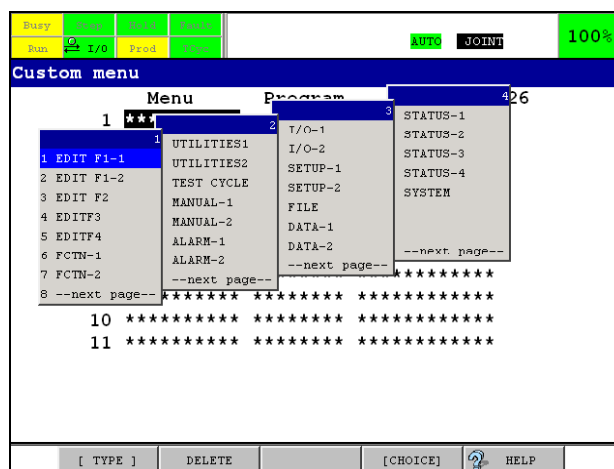 Busy Step Hold Fault
Run I/O Prod TCyc
AUTO JOINT
100%
Custom menu
Menu Program
4
26
1 ***
1
1 EDIT F1-1
2 EDIT F1-2
3 EDIT F2
4 EDITF3
5 EDITF4
6 FCTN-1
7 FCTN-2
8 --next page--
2
UTILITIES1
UTILITIES2
TEST CYCLE
MANUAL-1
MANUAL-2
ALARM-1
ALARM-2
--next page--
3
I/O-1
I/O-2
SETUP-1
SETUP-2
FILE
DATA-1
DATA-2
--next page--
STATUS-1
STATUS-2
STATUS-3
STATUS-4
SYSTEM
--next page--
***********
******* ******** ************
10 ********** ******** ************
11 ********** ******** ************
[ TYPE ] DELETE [CHOICE] HELP